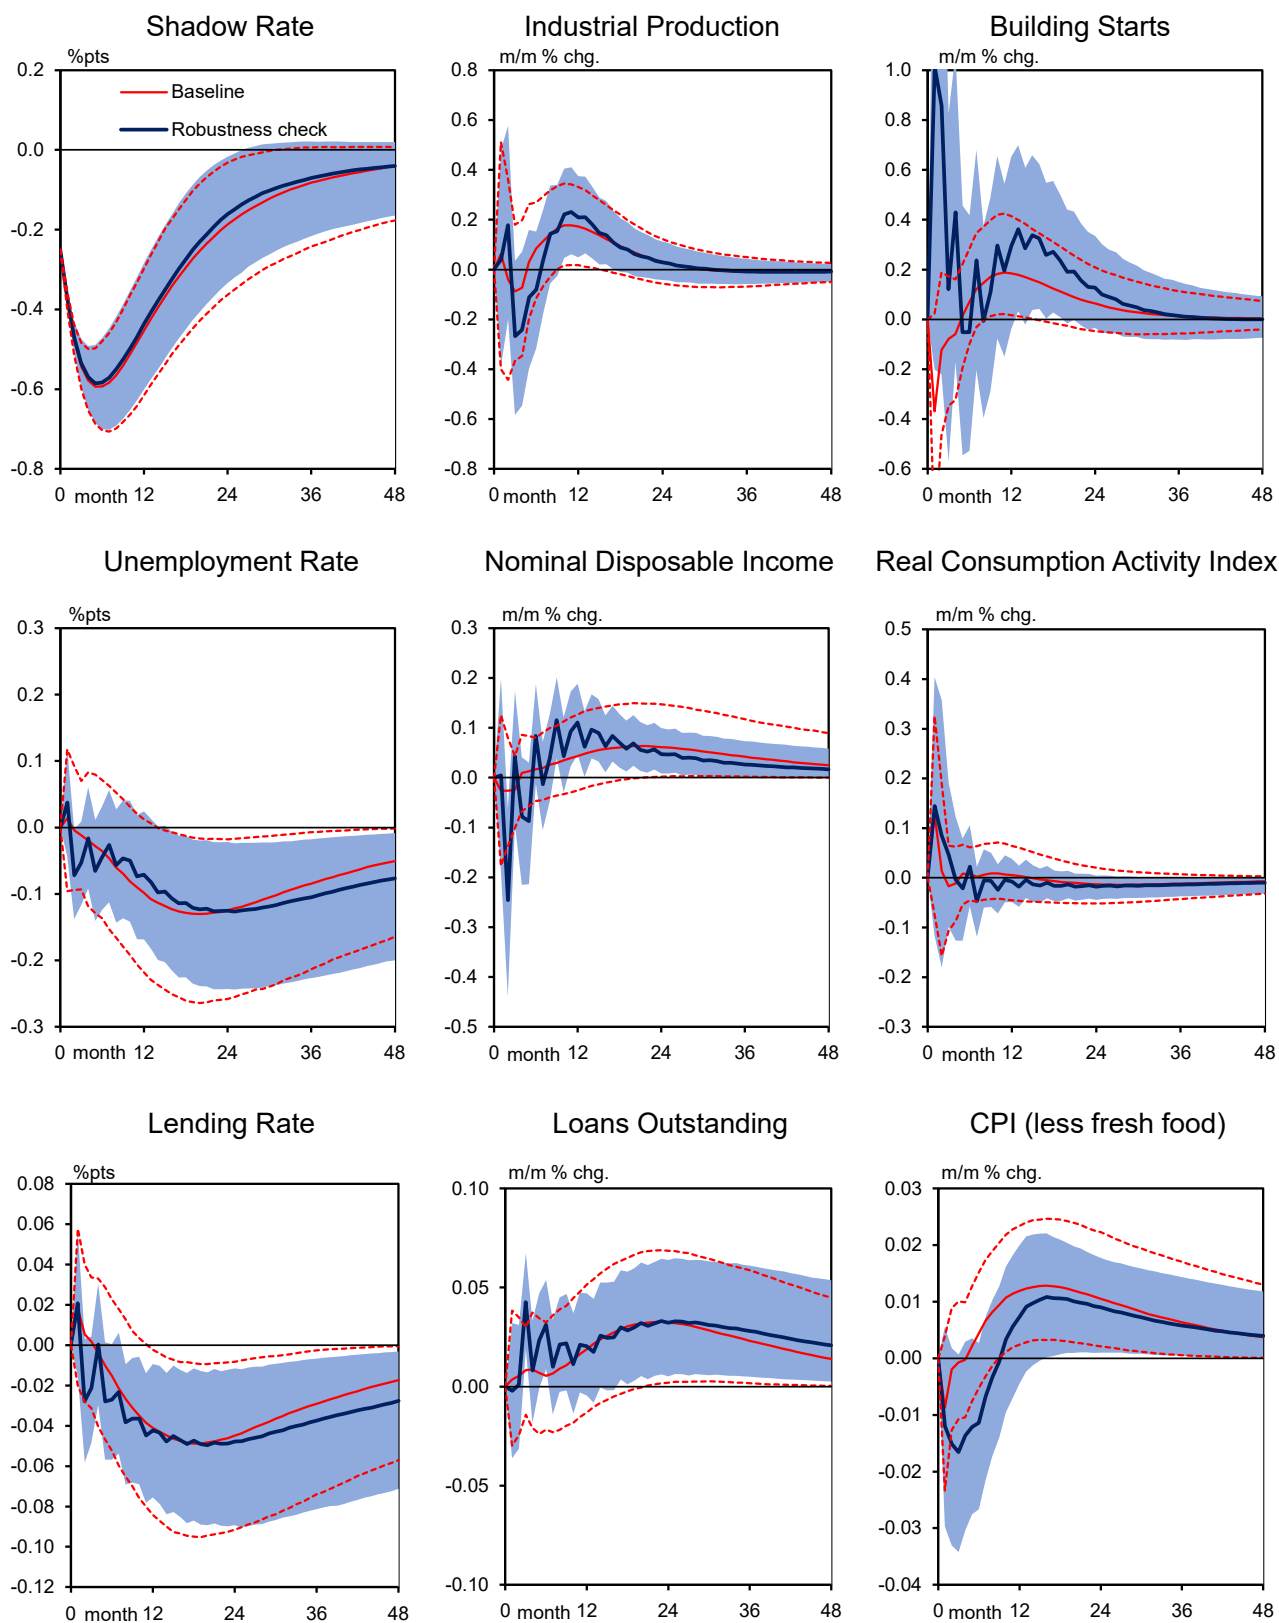 Shadow Rate
Industrial Production
Building Starts
%pts
m/m % chg.
m/m % chg.
0.2
0.0
-0.2
-0.4
-0.6
-0.8
Baseline
Robustness check
0 month 12 24 36 48
0.8
0.6
0.4
0.2
0.0
-0.2
-0.4
-0.6
-0.8
0 month 12 24 36 48
1.0
0.8
0.6
0.4
0.2
0.0
-0.2
-0.4
-0.6
0 month 12 24 36 48
Unemployment Rate
Nominal Disposable Income
Real Consumption Activity Index
%pts
m/m % chg.
m/m % chg.
0.3
0.2
0.1
0.0
-0.1
-0.2
-0.3
0 month 12 24 36 48
0.3
0.2
0.1
0.0
-0.1
-0.2
-0.3
-0.4
-0.5
0 month 12 24 36 48
0.5
0.4
0.3
0.2
0.1
0.0
-0.1
-0.2
-0.3
0 month 12 24 36 48
Lending Rate
Loans Outstanding
CPI (less fresh food)
%pts
m/m % chg.
m/m % chg.
0.08
0.06
0.04
0.02
0.00
-0.02
-0.04
-0.06
-0.08
-0.10
-0.12
0 month 12 24 36 48
0.10
0.05
0.00
-0.05
-0.10
0 month 12 24 36 48
0.03
0.02
0.01
0.00
-0.01
-0.02
-0.03
-0.04
0 month 12 24 36 48